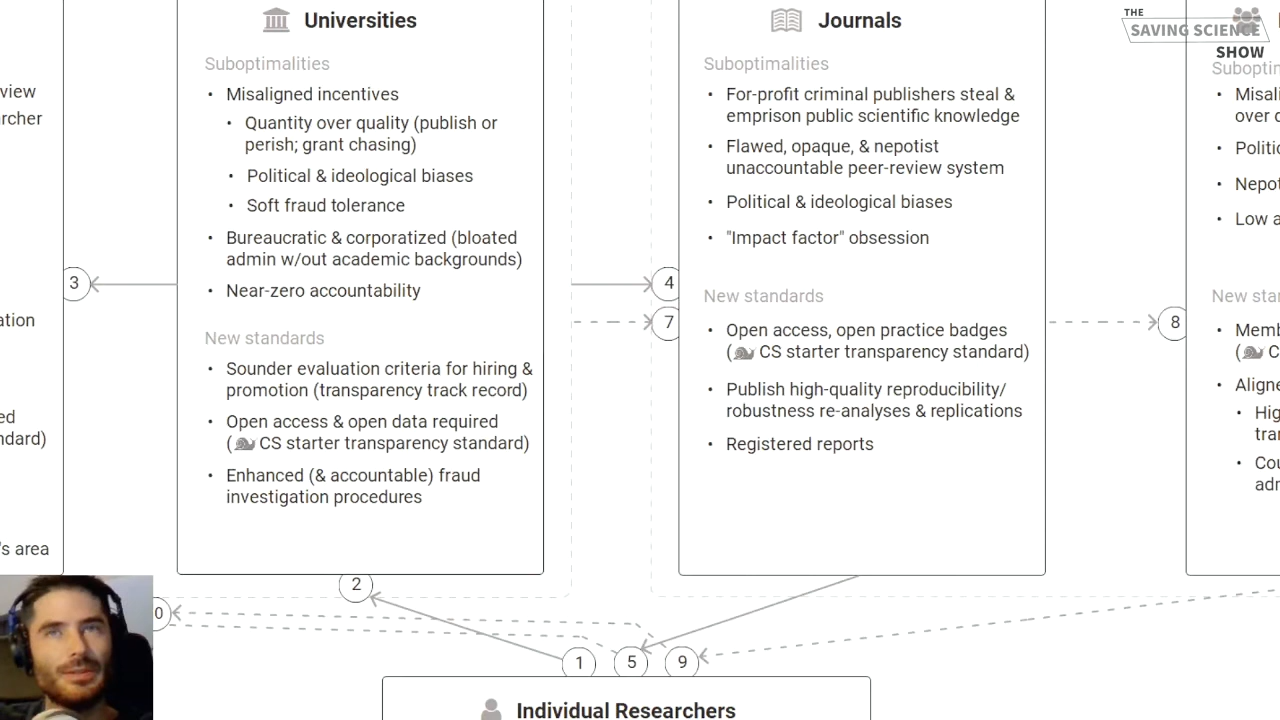 Universities
Suboptimalities
• Misaligned incentives
• Quantity over quality (publish or
perish; grant chasing)
• Political & ideological biases
• Soft fraud tolerance
• Bureaucratic & corporatized (bloated
admin w/out academic backgrounds)
• Near-zero accountability
New standards
• Sounder evaluation criteria for hiring &
promotion (transparency track record)
• Open access & open data required
( CS starter transparency standard)
• Enhanced (& accountable) fraud
investigation procedures
Journals
Suboptimalities
• For-profit criminal publishers steal &
emprison public scientific knowledge
• Flawed, opaque, & nepotist
unaccountable peer-review system
• Political & ideological biases
• "Impact factor" obsession
New standards
• Open access, open practice badges
( CS starter transparency standard)
• Publish high-quality reproducibility/
robustness re-analyses & replications
• Registered reports
THE
SAVING SCIENCE
SHOW
Suboptim
• Misali
over q
• Politic
• Nepot
• Low a
New star
• Memb
( C
• Aligne
• Hig
tran
• Cou
adr
view
rcher
ation
ed
ndard)
's area
3
4
7
8
2
0
1
5
9
Individual Researchers